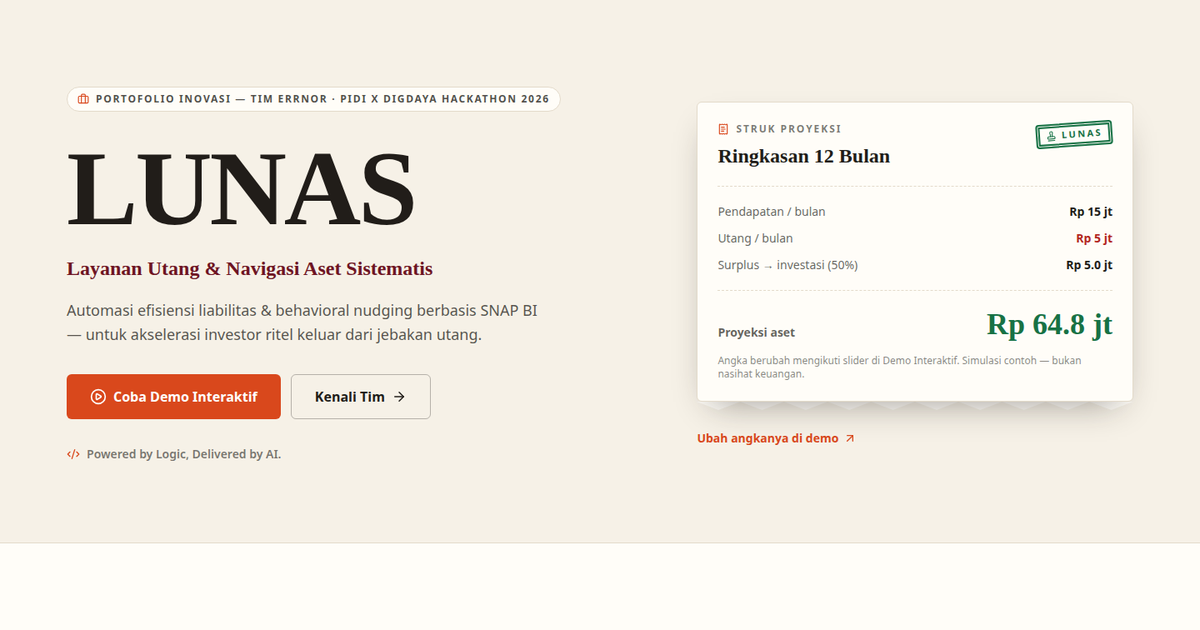 PORTOFOLIO INOVASI — TIM ERRNOR · PIDI X DIGDAYA HACKATHON 2026
LUNAS
Layanan Utang & Navigasi Aset Sistematis
Automasi efisiensi liabilitas & behavioral nudging berbasis SNAP BI
— untuk akselerasi investor ritel keluar dari jebakan utang.
Coba Demo Interaktif
Kenali Tim →
Powered by Logic, Delivered by AI.
STRUK PROYEKSI
LUNAS
Ringkasan 12 Bulan
Pendapatan / bulan Rp 15 jt
Utang / bulan Rp 5 jt
Surplus → investasi (50%) Rp 5.0 jt
Proyeksi aset Rp 64.8 jt
Angka berubah mengikuti slider di Demo Interaktif. Simulasi contoh — bukan
nasihat keuangan.
Ubah angkanya di demo